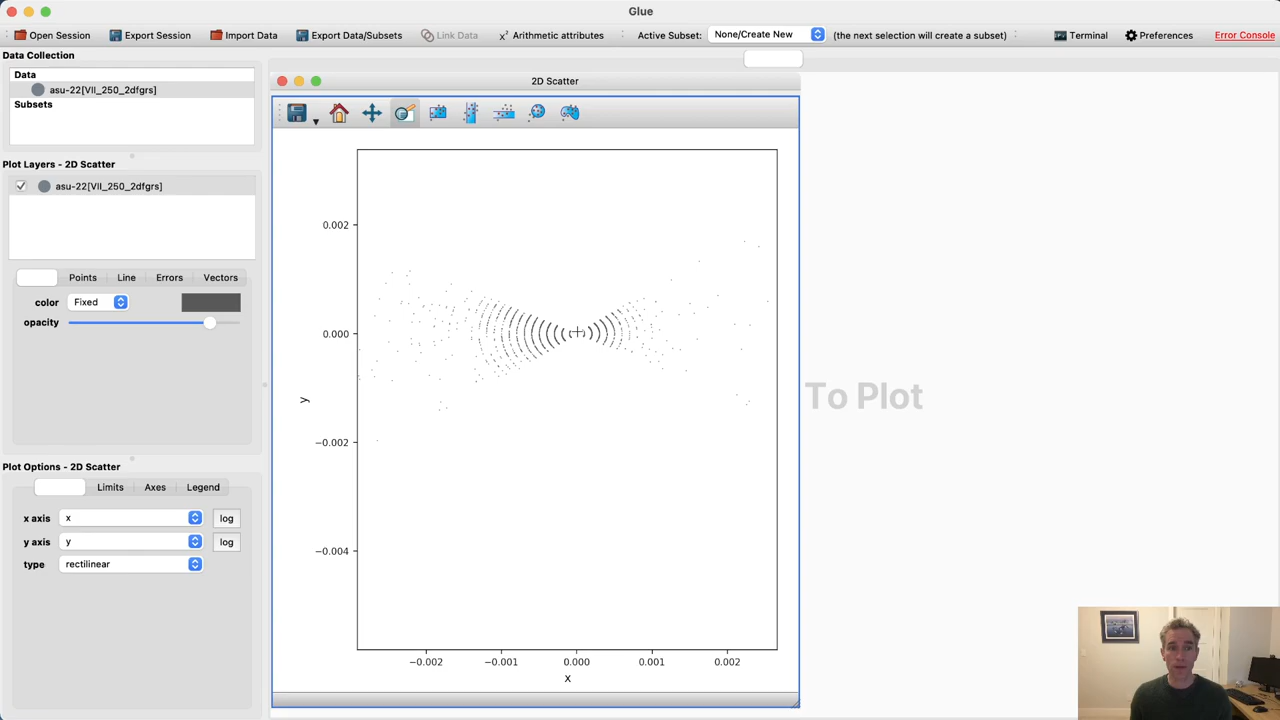 Glue
Open Session Export Session Import Data Export Data/Subsets Link Data x² Arithmetic attributes Active Subset: None/Create New (the next selection will create a subset) Terminal Preferences Error Console
Data Collection
Data
asu-22[VII_250_2dfgrs]
Subsets
Plot Layers - 2D Scatter
asu-22[VII_250_2dfgrs]
Points Line Errors Vectors
color Fixed
opacity
Plot Options - 2D Scatter
Limits Axes Legend
x axis x log
y axis y log
type rectilinear
2D Scatter
0.002
0.000
−0.002
−0.004
y
−0.002 −0.001 0.000 0.001 0.002
x
To Plot